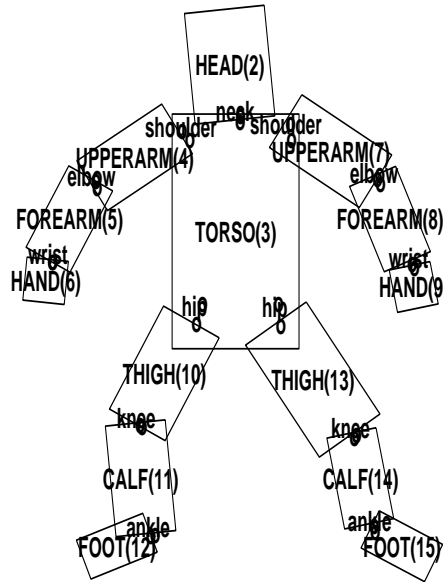 HEAD(2)
neck
shoulder shoulder
UPPERARM(4) UPPERARM(7)
elbow elbow
FOREARM(5) FOREARM(8)
TORSO(3)
wrist wrist
HAND(6) HAND(9
hip hip
THIGH(10) THIGH(13)
knee knee
CALF(11) CALF(14)
ankle ankle
FOOT(12) FOOT(15)